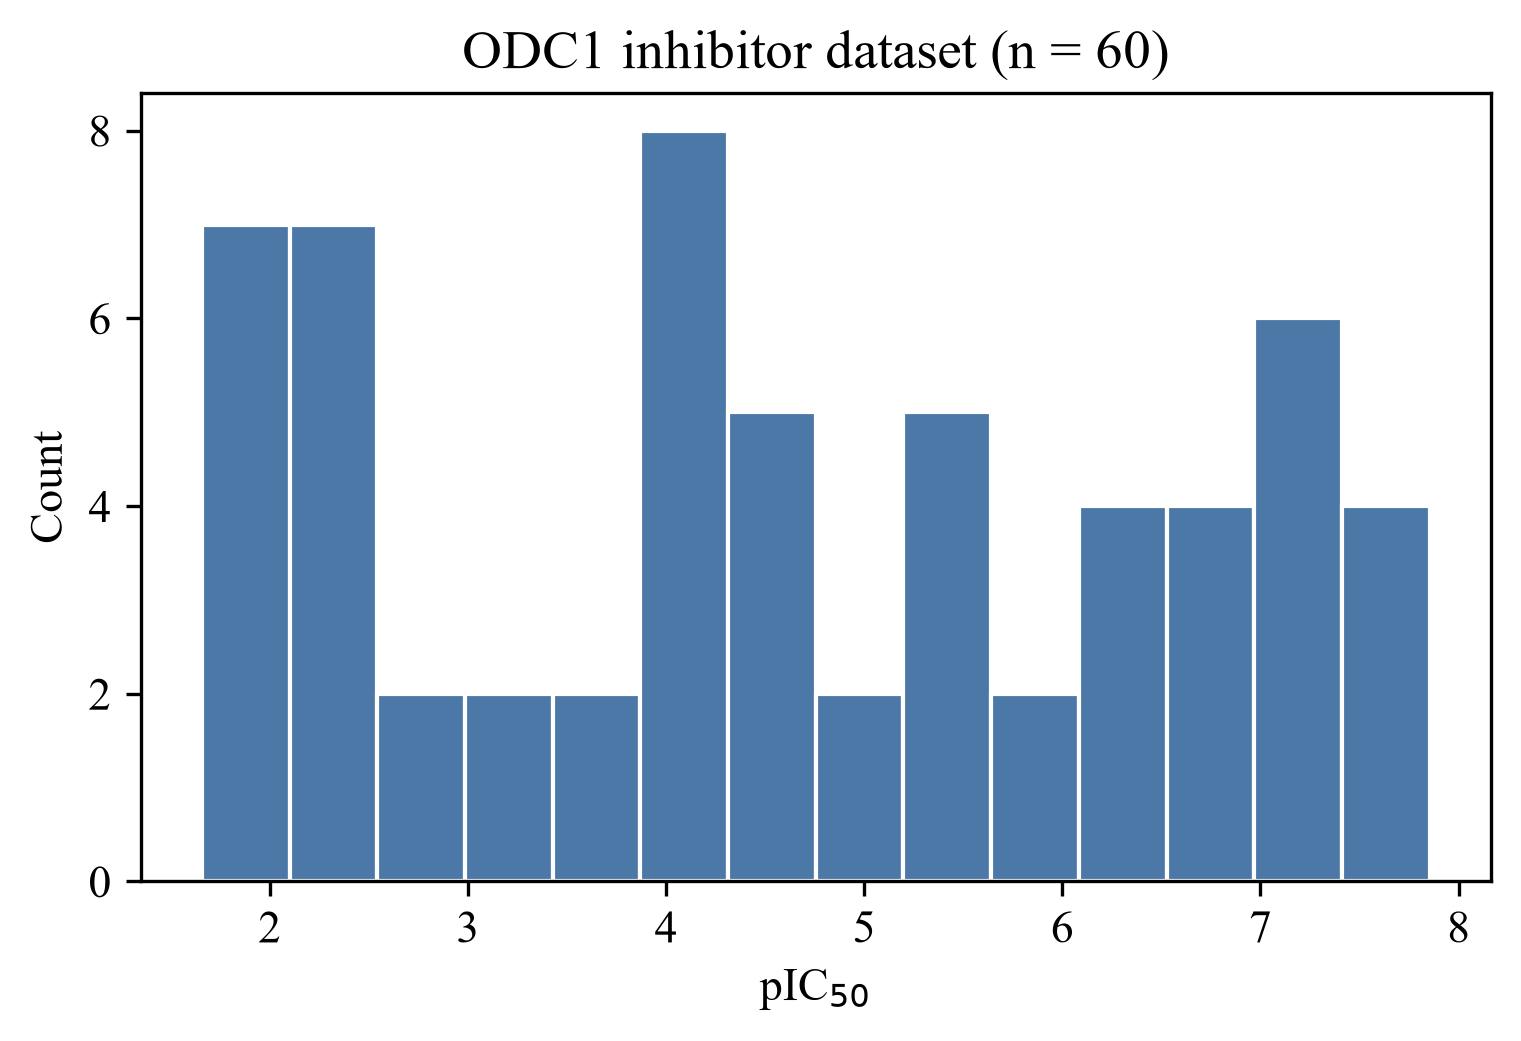 ODC1 inhibitor dataset (n = 60)
8
6
4
2
0
Count
2 3 4 5 6 7 8
pIC₅₀